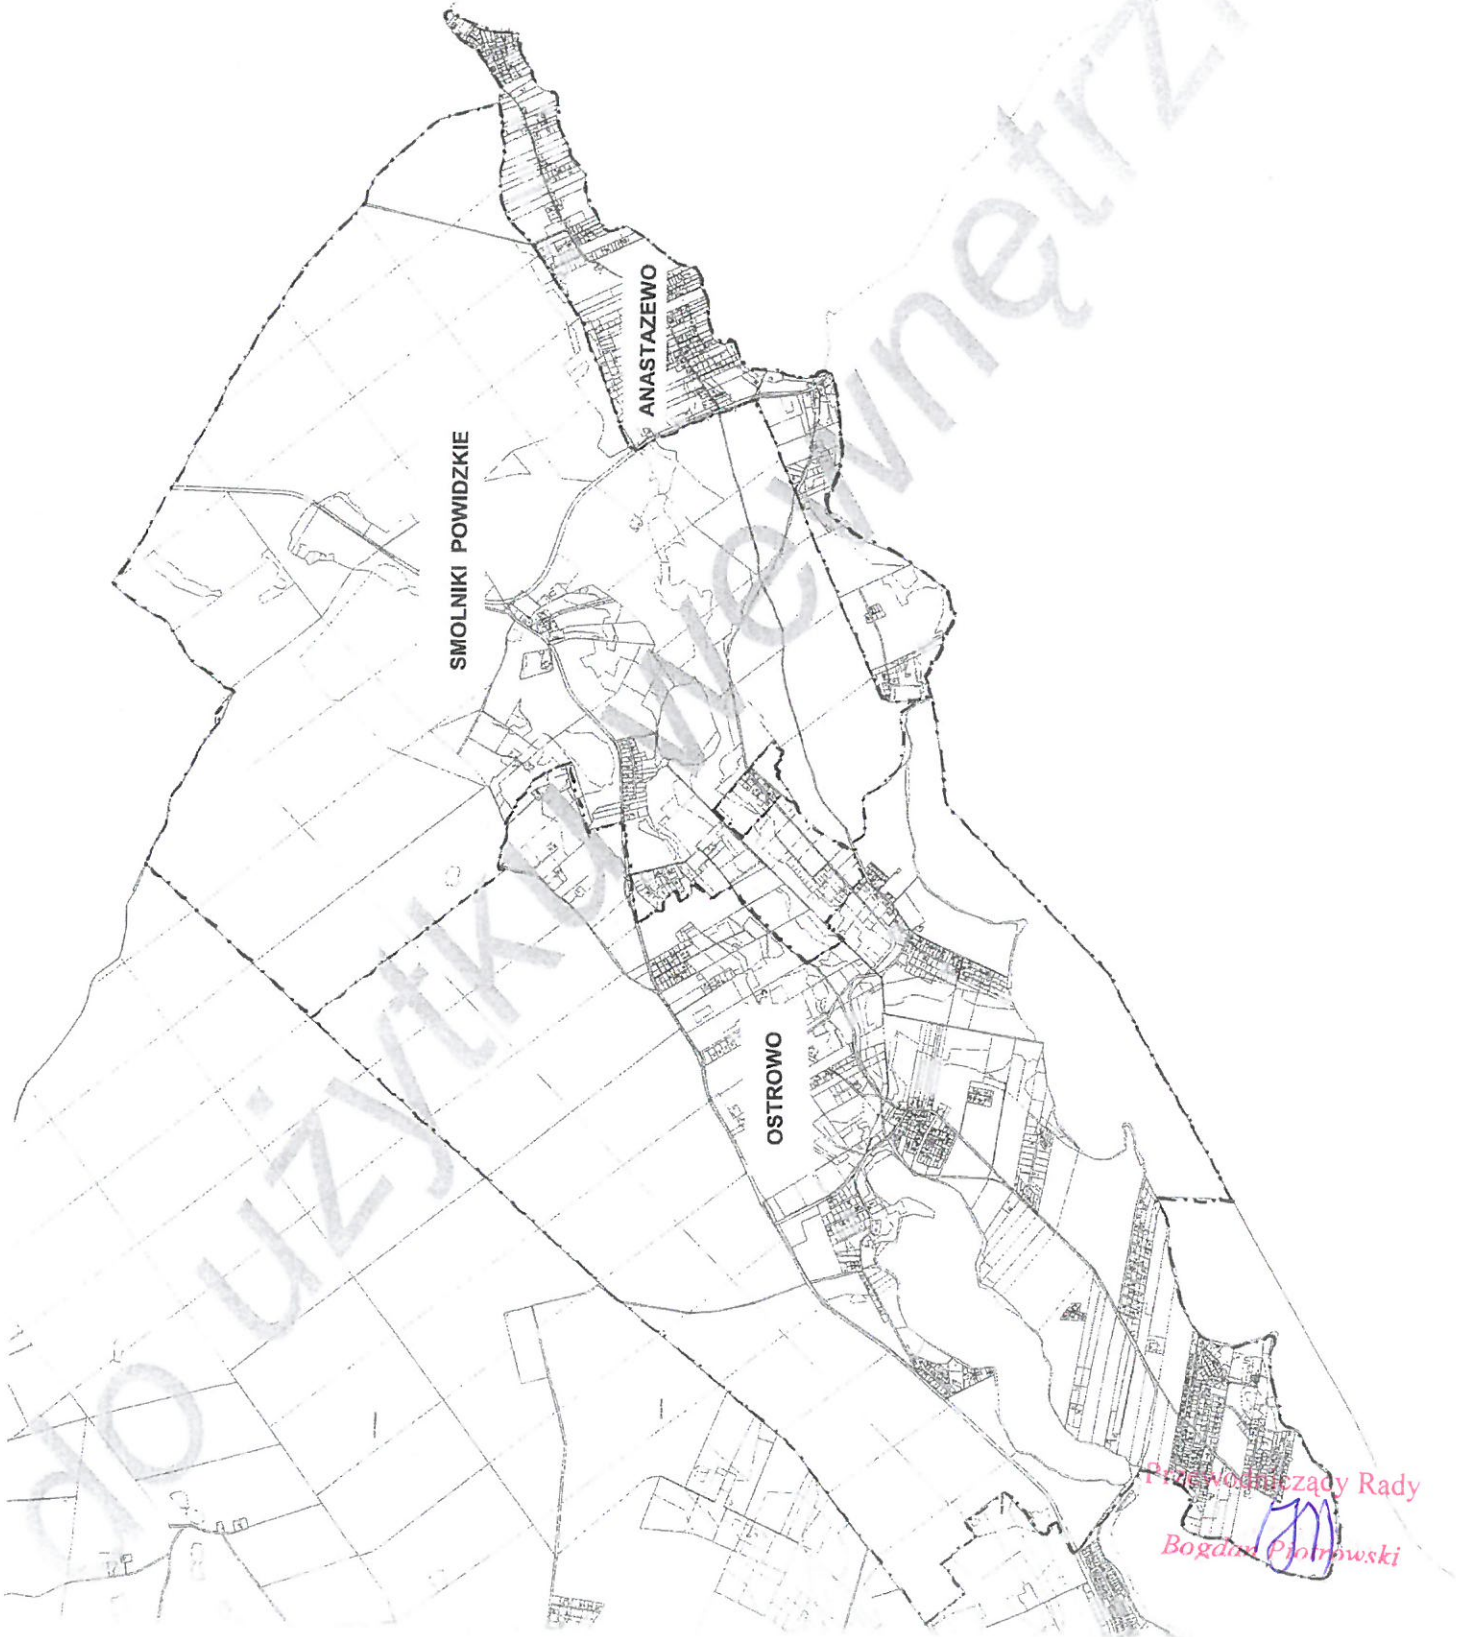 SMOLNIKI POWIDZKIE
ANASTAZEWO
OSTROWO
do użytku wewnętrz
Przewodniczący Rady
Bogdan Piotrowski